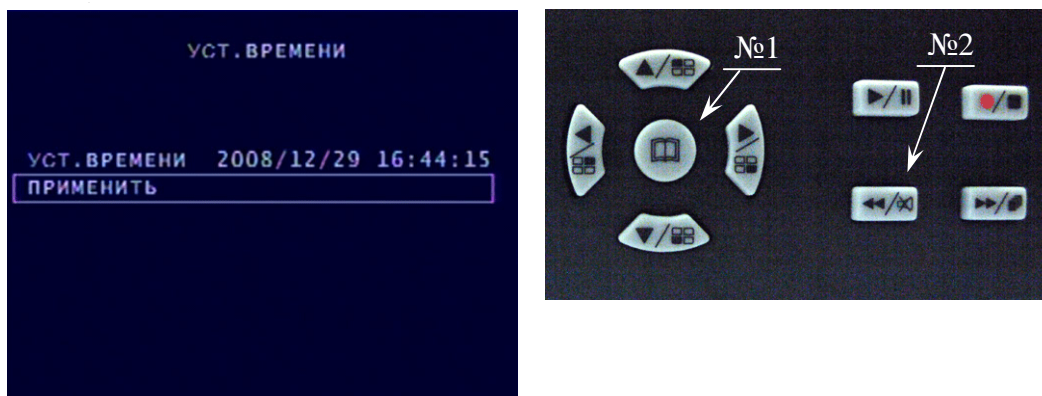 УСТ.ВРЕМЕНИ
УСТ.ВРЕМЕНИ 2008/12/29 16:44:15
ПРИМЕНИТЬ
№1
№2